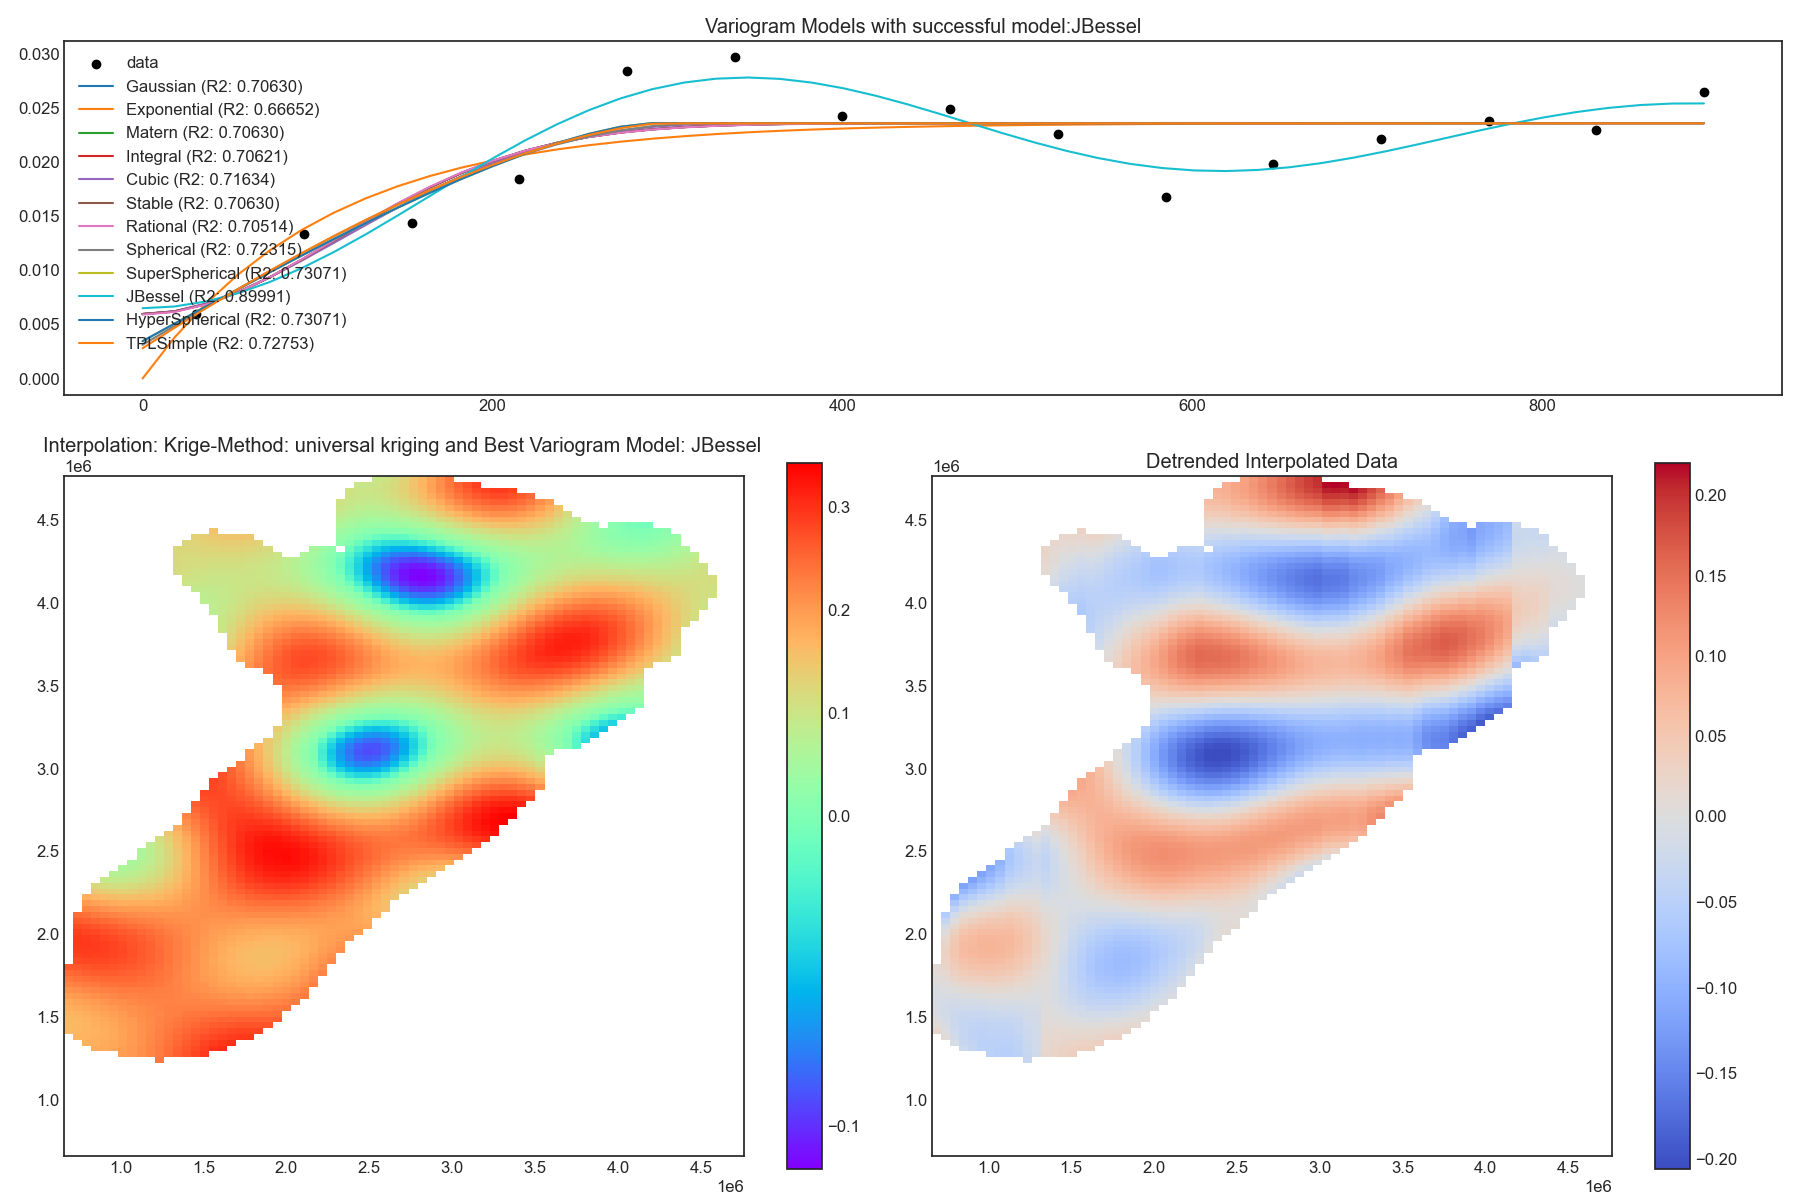 Variogram Models with successful model:JBessel
0.030
0.025
0.020
0.015
0.010
0.005
0.000
data
Gaussian (R2: 0.70630)
Exponential (R2: 0.66652)
Matern (R2: 0.70630)
Integral (R2: 0.70621)
Cubic (R2: 0.71634)
Stable (R2: 0.70630)
Rational (R2: 0.70514)
Spherical (R2: 0.72315)
SuperSpherical (R2: 0.73071)
JBessel (R2: 0.89991)
HyperSpherical (R2: 0.73071)
TPLSimple (R2: 0.72753)
0 200 400 600 800
Interpolation: Krige-Method: universal kriging and Best Variogram Model: JBessel
1e6
4.5
4.0
3.5
3.0
2.5
2.0
1.5
1.0
1.0 1.5 2.0 2.5 3.0 3.5 4.0 4.5
1e6
0.3
0.2
0.1
0.0
−0.1
Detrended Interpolated Data
1e6
4.5
4.0
3.5
3.0
2.5
2.0
1.5
1.0
1.0 1.5 2.0 2.5 3.0 3.5 4.0 4.5
1e6
0.20
0.15
0.10
0.05
0.00
−0.05
−0.10
−0.15
−0.20